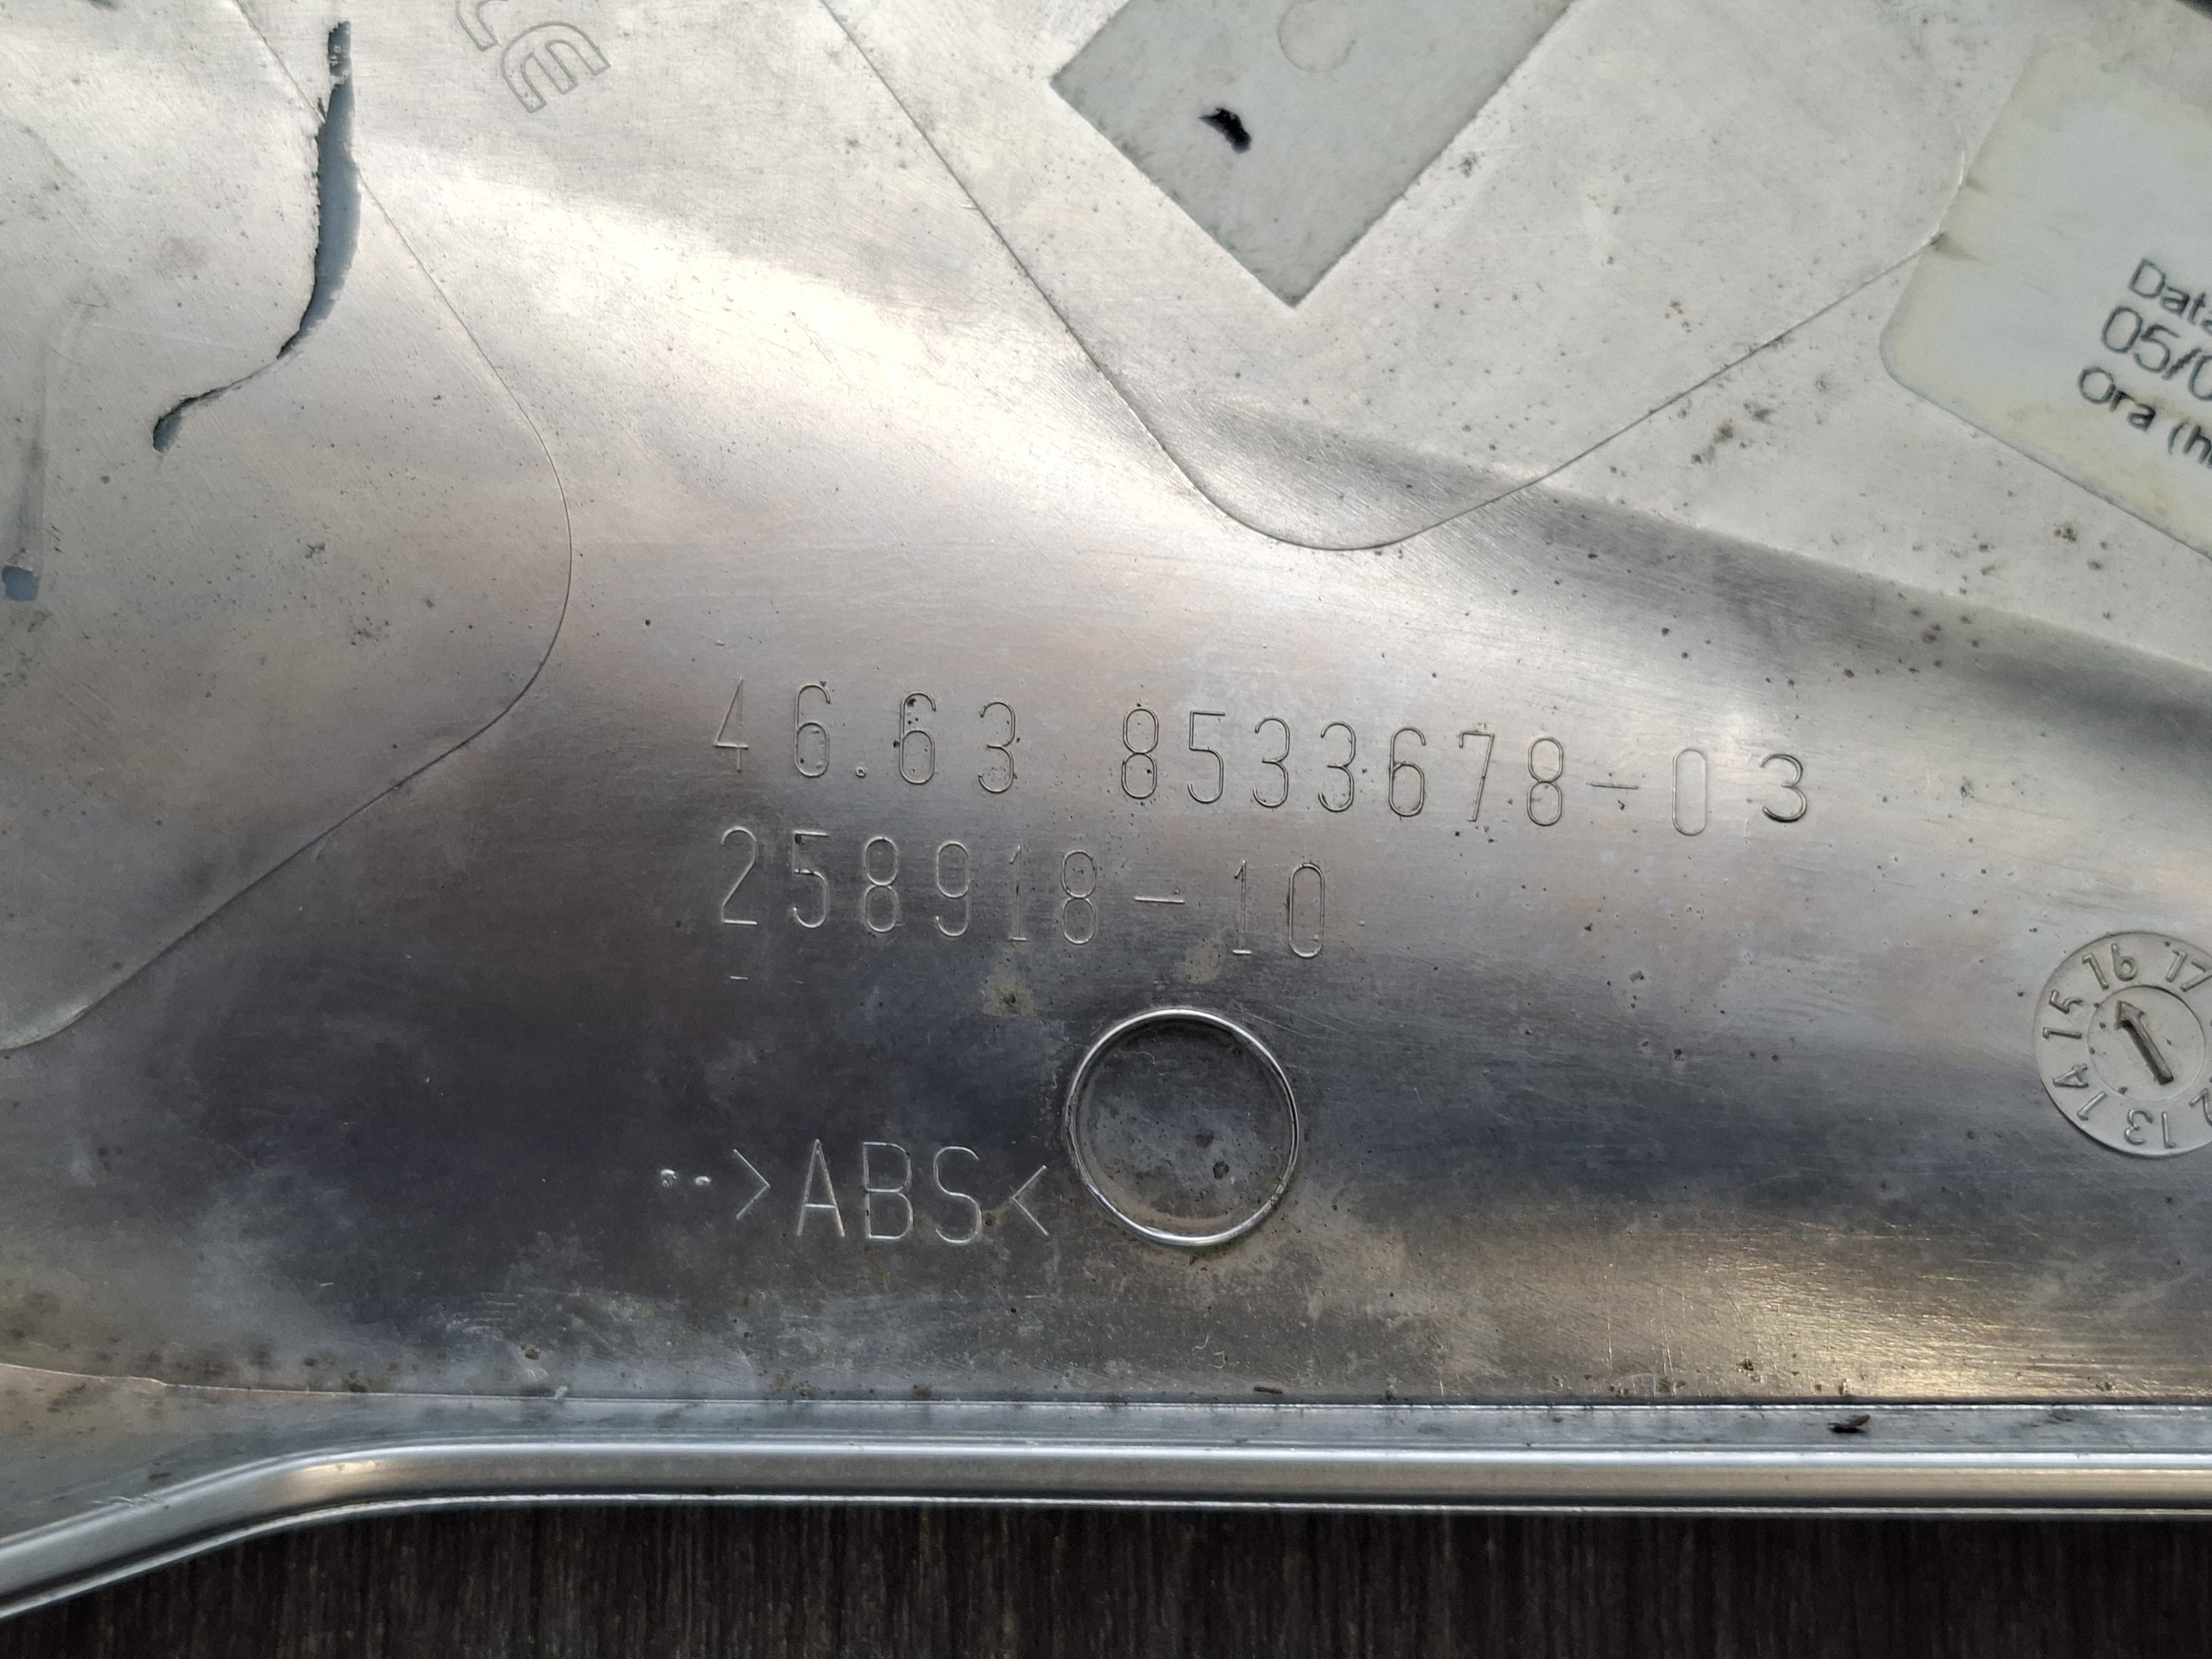 Data
05/0
Ora (h
46.63 8533678-03
258918-10
16 17
15
14
13
>ABS<